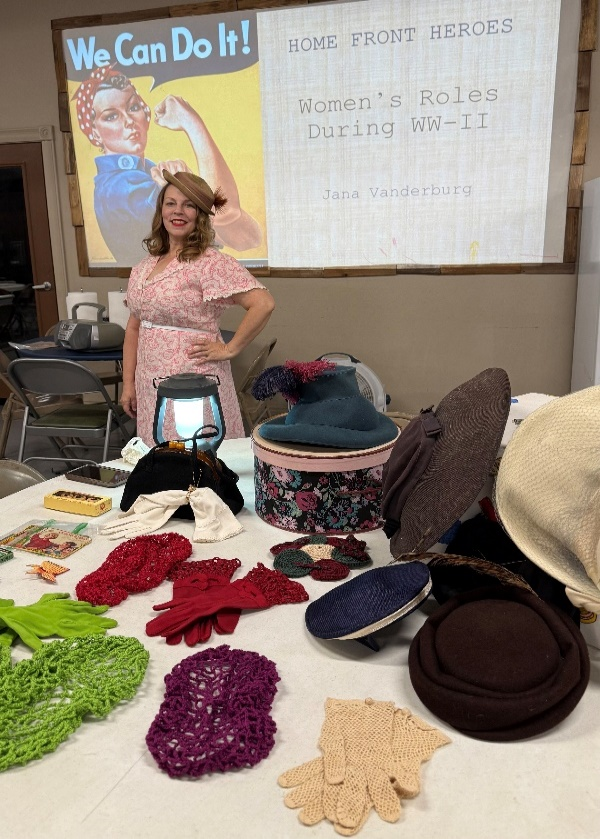 We Can Do It!
HOME FRONT HEROES
Women's Roles
During WW-II
Jana Vanderburg